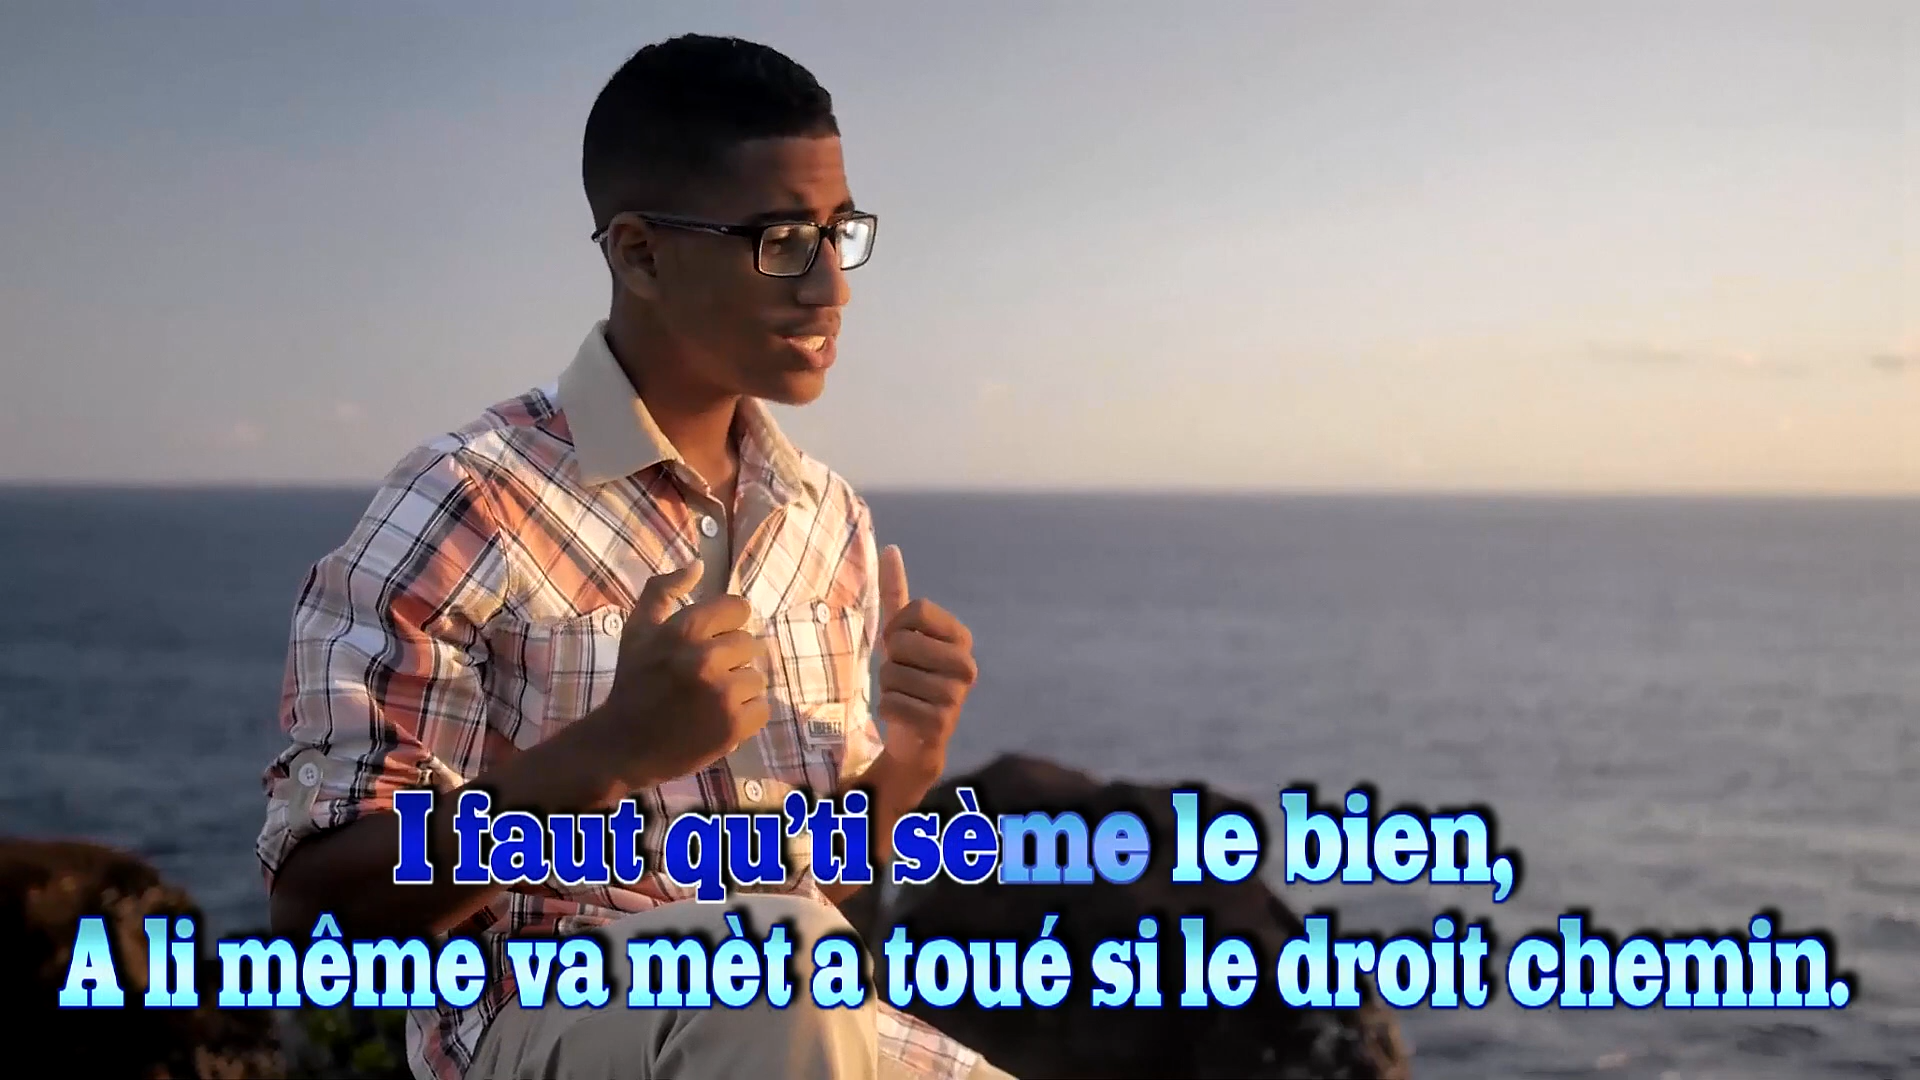 I faut qu'ti sème le bien,
A li même va mèt a toué si le droit chemin.